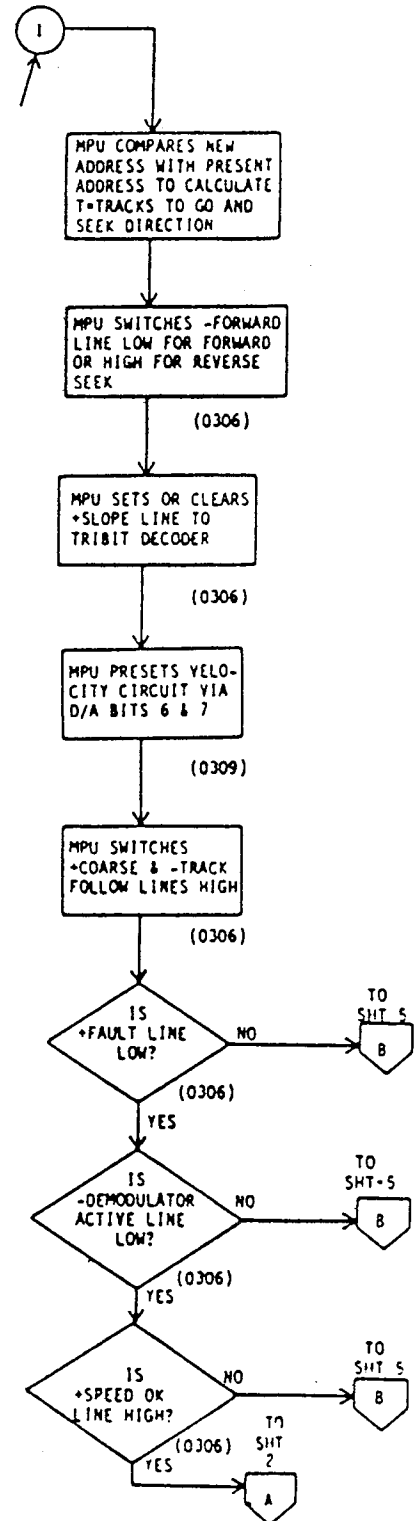 I
MPU COMPARES NEW
ADDRESS WITH PRESENT
ADDRESS TO CALCULATE
T=TRACKS TO GO AND
SEEK DIRECTION
MPU SWITCHES -FORWARD
LINE LOW FOR FORWARD
OR HIGH FOR REVERSE
SEEK
(0306)
MPU SETS OR CLEARS
+SLOPE LINE TO
TRIBIT DECODER
(0306)
MPU PRESETS VELO-
CITY CIRCUIT VIA
D/A BITS 6 & 7
(0309)
MPU SWITCHES
+COARSE & -TRACK
FOLLOW LINES HIGH
(0306)
IS
+FAULT LINE
LOW?
NO
TO
SHT 5
B
(0306)
YES
IS
-DEMODULATOR
ACTIVE LINE
LOW?
NO
TO
SHT-5
B
(0306)
YES
IS
+SPEED OK
LINE HIGH?
NO
TO
SHT 5
B
(0306)
YES
TO
SHT
2
A